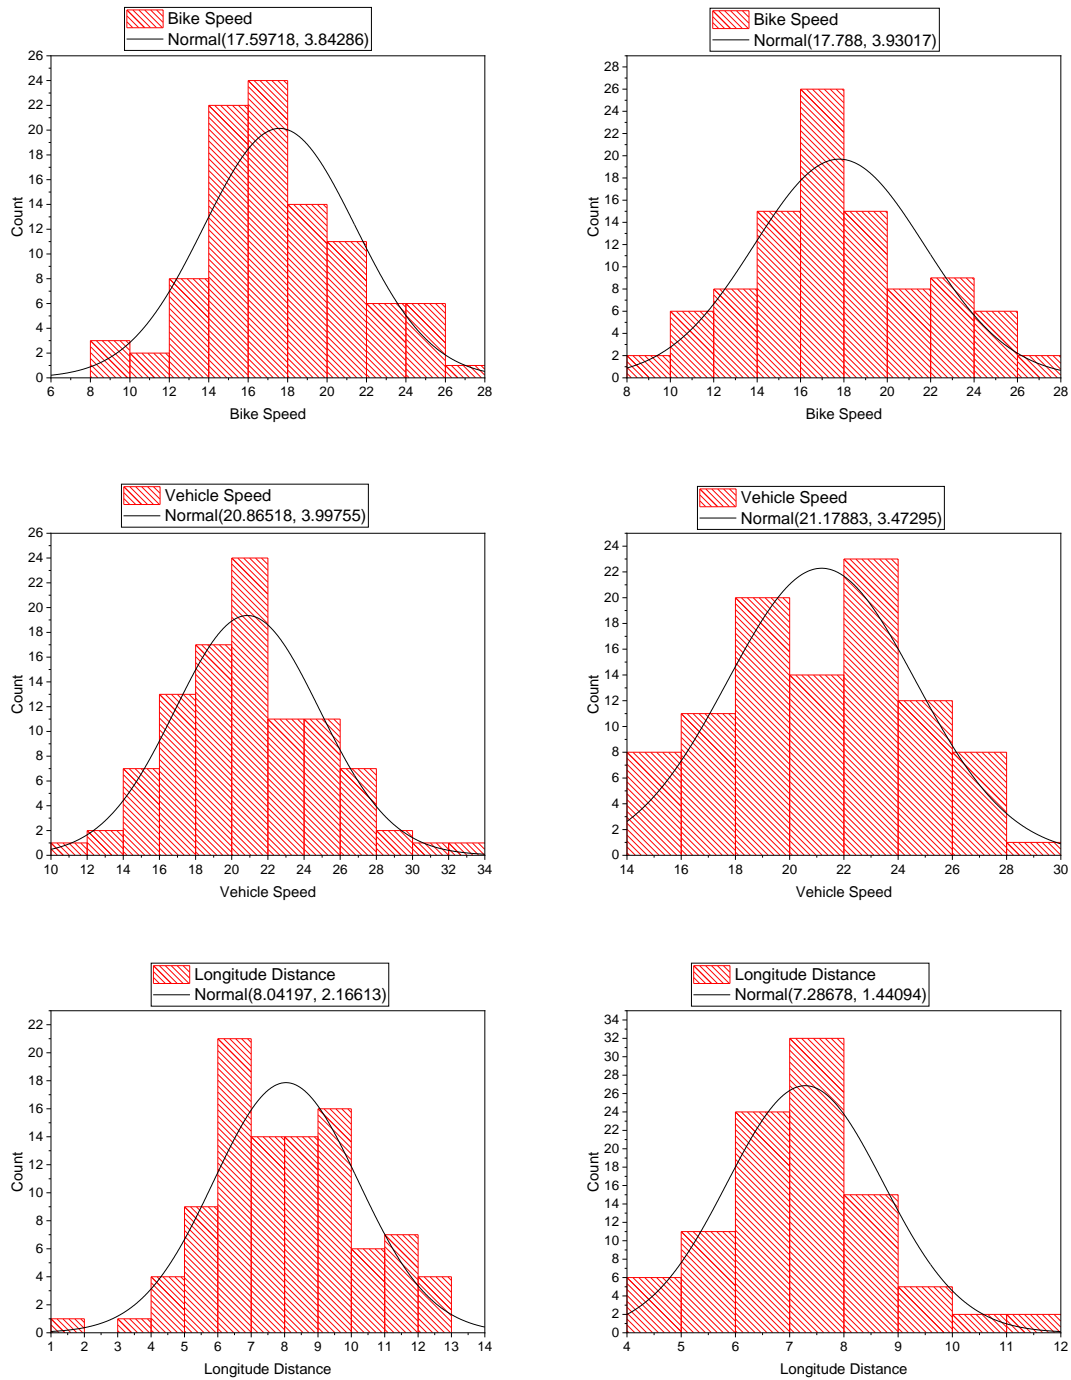 Bike Speed
Normal(17.59718, 3.84286)
26
24
22
20
18
16
14
12
10
8
6
4
2
0
Count
6 8 10 12 14 16 18 20 22 24 26 28
Bike Speed
Bike Speed
Normal(17.788, 3.93017)
28
26
24
22
20
18
16
14
12
10
8
6
4
2
0
Count
8 10 12 14 16 18 20 22 24 26 28
Bike Speed
Vehicle Speed
Normal(20.86518, 3.99755)
26
24
22
20
18
16
14
12
10
8
6
4
2
0
Count
10 12 14 16 18 20 22 24 26 28 30 32 34
Vehicle Speed
Vehicle Speed
Normal(21.17883, 3.47295)
24
22
20
18
16
14
12
10
8
6
4
2
0
Count
14 16 18 20 22 24 26 28 30
Vehicle Speed
Longitude Distance
Normal(8.04197, 2.16613)
22
20
18
16
14
12
10
8
6
4
2
0
Count
1 2 3 4 5 6 7 8 9 10 11 12 13 14
Longitude Distance
Longitude Distance
Normal(7.28678, 1.44094)
34
32
30
28
26
24
22
20
18
16
14
12
10
8
6
4
2
0
Count
4 5 6 7 8 9 10 11 12
Longitude Distance